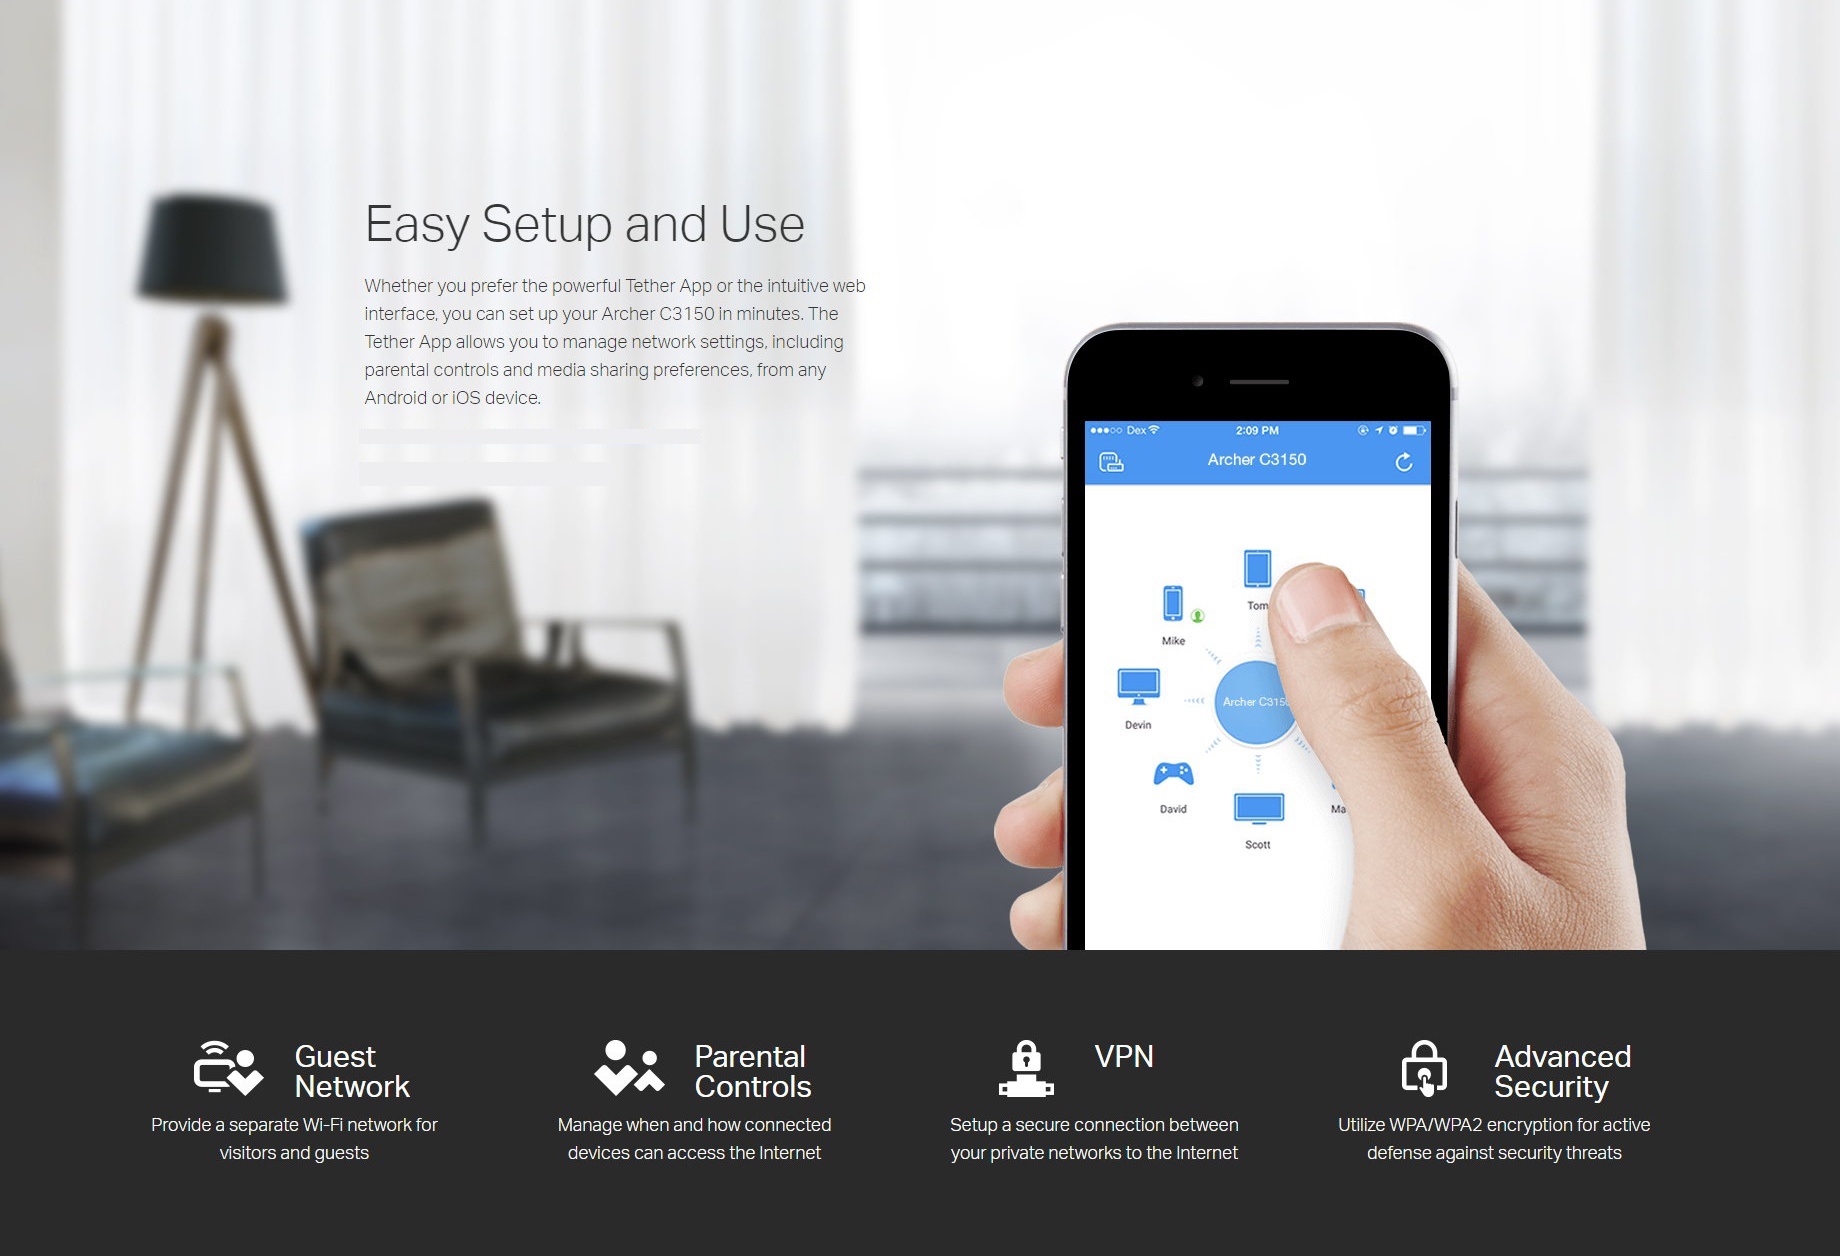 Easy Setup and Use
Whether you prefer the powerful Tether App or the intuitive web
interface, you can set up your Archer C3150 in minutes. The
Tether App allows you to manage network settings, including
parental controls and media sharing preferences, from any
Android or iOS device.
Dex 2:09 PM
Archer C3150
Tom
Mike
Archer C3150
Devin
David
Ma
Scott
Guest
Network
Provide a separate Wi-Fi network for
visitors and guests
Parental
Controls
Manage when and how connected
devices can access the Internet
VPN
Setup a secure connection between
your private networks to the Internet
Advanced
Security
Utilize WPA/WPA2 encryption for active
defense against security threats